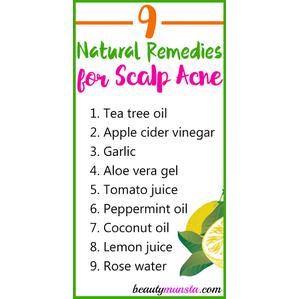 9
Natural Remedies
for Scalp Acne
1. Tea tree oil
2. Apple cider vinegar
3. Garlic
4. Aloe vera gel
5. Tomato juice
6. Peppermint oil
7. Coconut oil
8. Lemon juice
9. Rose water
beautymunsta.com